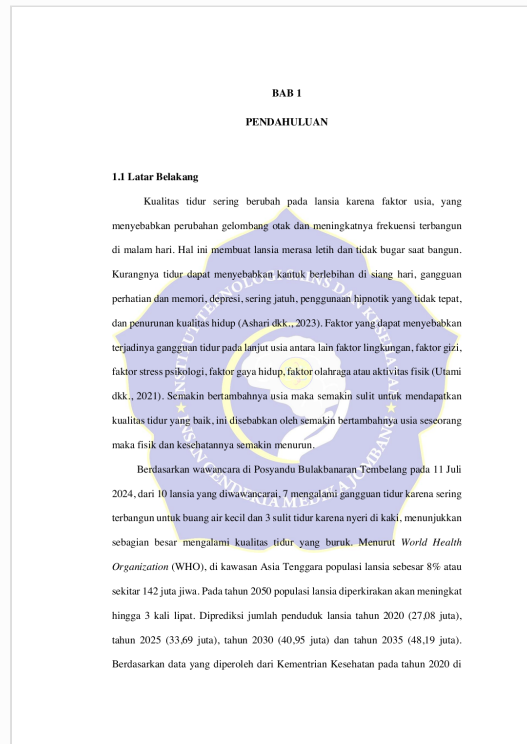 BAB 1
PENDAHULUAN
1.1 Latar Belakang
Kualitas tidur sering berubah pada lansia karena faktor usia, yang
menyebabkan perubahan gelombang otak dan meningkatnya frekuensi terbangun
di malam hari. Hal ini membuat lansia merasa letih dan tidak bugar saat bangun.
Kurangnya tidur dapat menyebabkan kantuk berlebihan di siang hari, gangguan
perhatian dan memori, depresi, sering jatuh, penggunaan hipnotik yang tidak tepat,
dan penurunan kualitas hidup (Ashari dkk., 2023). Faktor yang dapat menyebabkan
terjadinya gangguan tidur pada lanjut usia antara lain faktor lingkungan, faktor gizi,
faktor stress psikologi, faktor gaya hidup, faktor olahraga atau aktivitas fisik (Utami
dkk., 2021). Semakin bertambahnya usia maka semakin sulit untuk mendapatkan
kualitas tidur yang baik, ini disebabkan oleh semakin bertambahnya usia seseorang
maka fisik dan kesehatannya semakin menurun.
Berdasarkan wawancara di Posyandu Bulakbanaran Tembelang pada 11 Juli
2024, dari 10 lansia yang diwawancarai, 7 mengalami gangguan tidur karena sering
terbangun untuk buang air kecil dan 3 sulit tidur karena nyeri di kaki, menunjukkan
sebagian besar mengalami kualitas tidur yang buruk. Menurut World Health
Organization (WHO), di kawasan Asia Tenggara populasi lansia sebesar 8% atau
sekitar 142 juta jiwa. Pada tahun 2050 populasi lansia diperkirakan akan meningkat
hingga 3 kali lipat. Diprediksi jumlah penduduk lansia tahun 2020 (27,08 juta),
tahun 2025 (33,69 juta), tahun 2030 (40,95 juta) dan tahun 2035 (48,19 juta).
Berdasarkan data yang diperoleh dari Kementrian Kesehatan pada tahun 2020 di